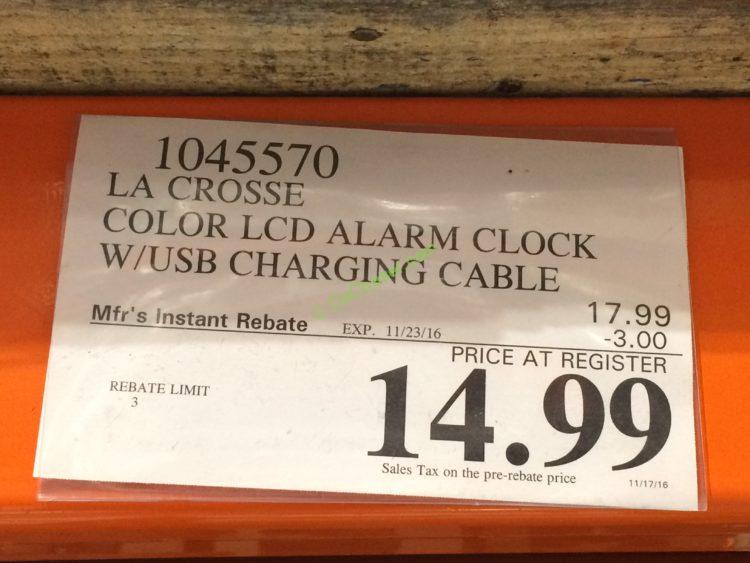 1045570
LA CROSSE
COLOR LCD ALARM CLOCK
W/USB CHARGING CABLE
17.99
Mfr's Instant Rebate EXP. 11/23/16 -3.00
PRICE AT REGISTER
REBATE LIMIT
3
14.99
Sales Tax on the pre-rebate price
11/17/16